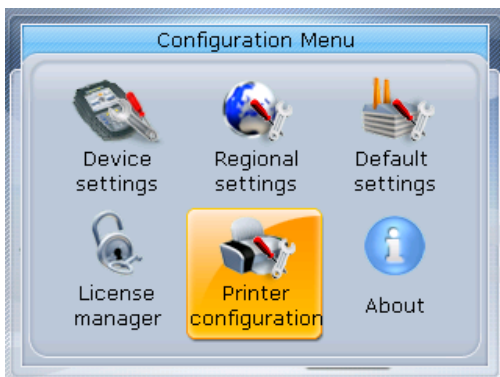 Configuration Menu
Device
settings
Regional
settings
Default
settings
License
manager
Printer
configuration
About